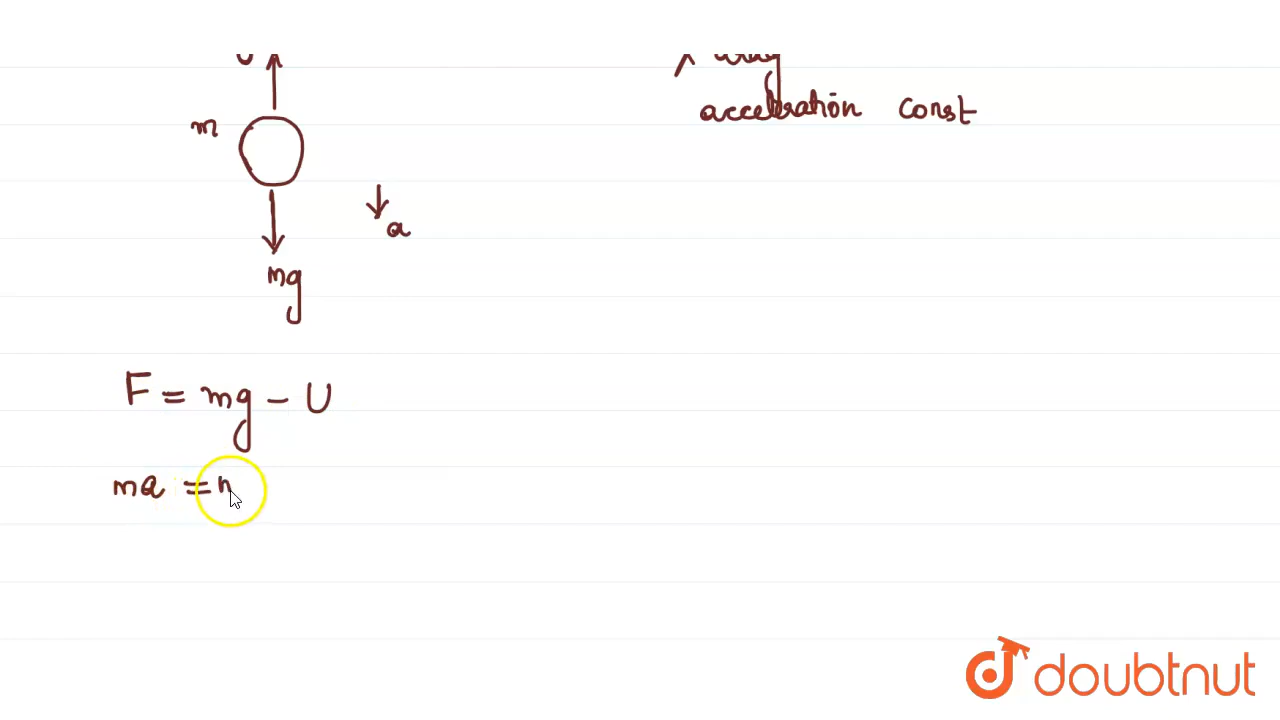 U
m
acceleration const
a
mg
F = mg - U
ma =
doubtnut